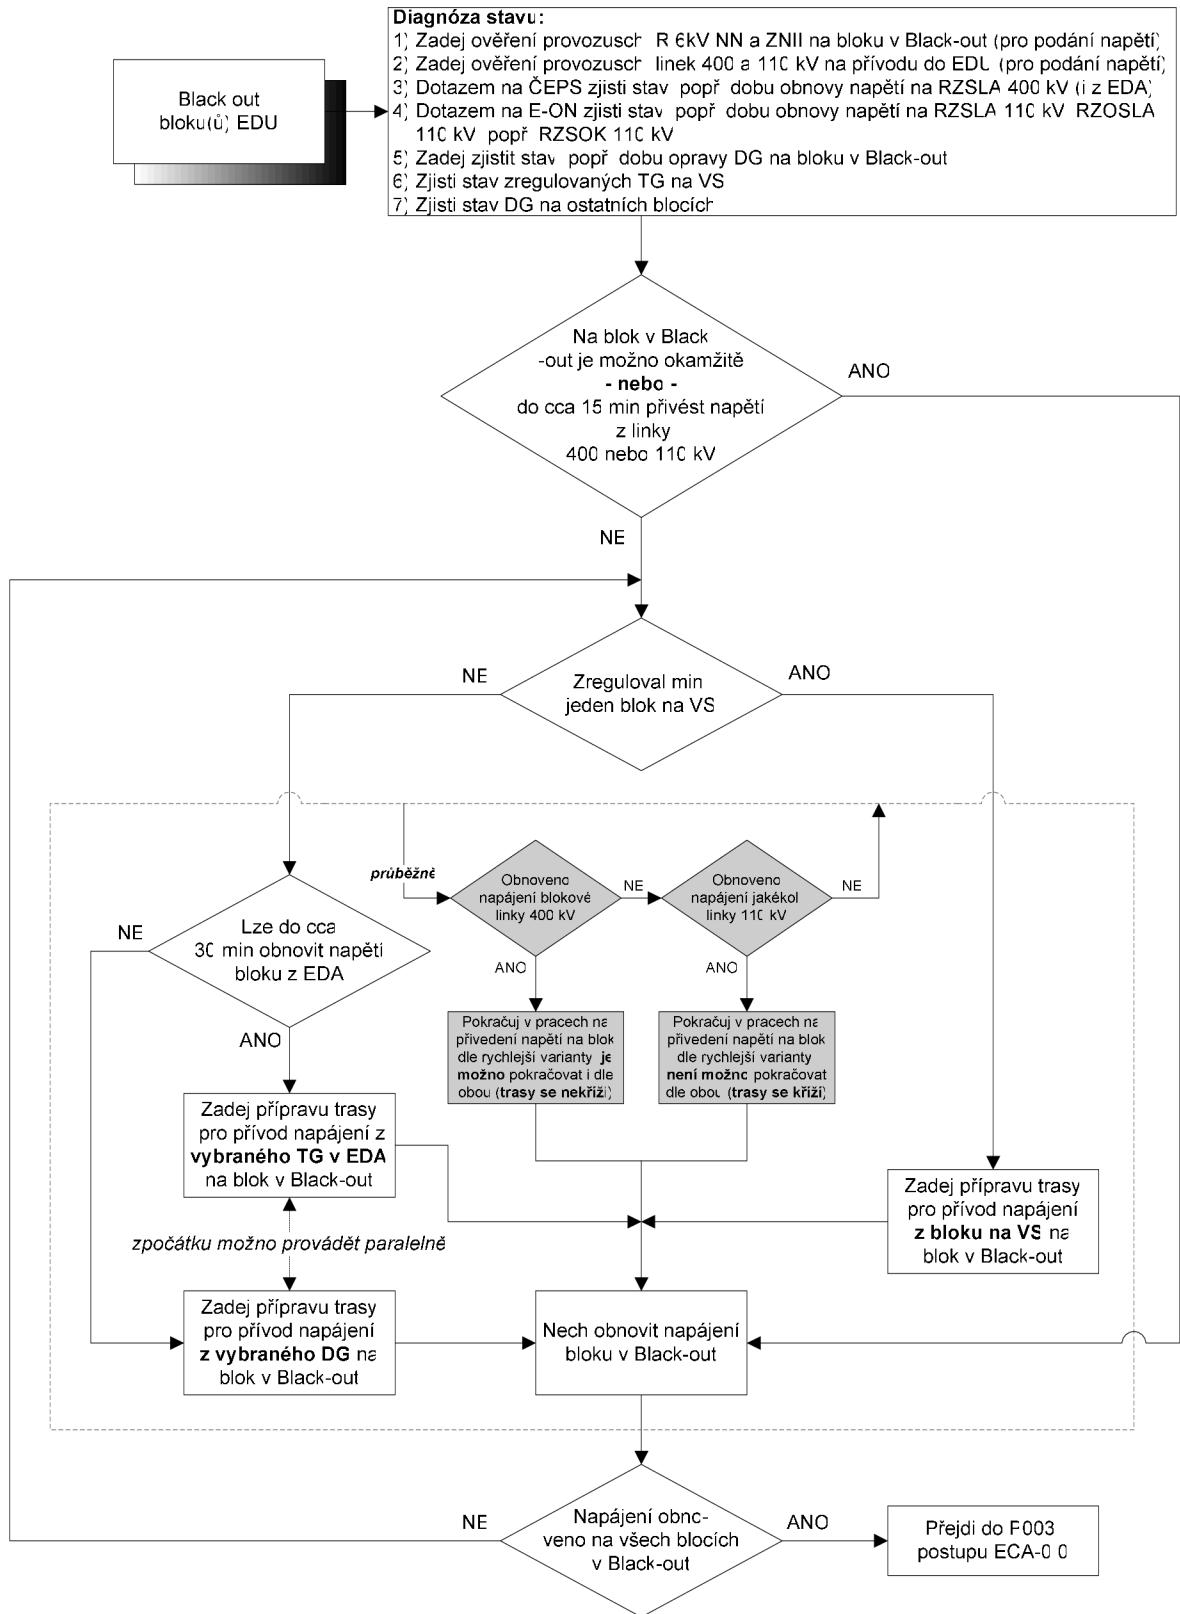 Diagnóza stavu:
1) Zadej ověření provozusch R 6kV NN a ZNII na bloku v Black-out (pro podání napětí)
2) Zadej ověření provozusch linek 400 a 110 kV na přívodu do EDU (pro podání napětí)
3) Dotazem na ČEPS zjisti stav popř dobu obnovy napětí na RZSLA 400 kV (i z EDA)
4) Dotazem na E-ON zjisti stav popř dobu obnovy napětí na RZSLA 110 kV RZOSLA
110 kV popř RZSOK 110 kV
5) Zadej zjistit stav popř dobu opravy DG na bloku v Black-out
6) Zjisti stav zregulovaných TG na VS
7) Zjisti stav DG na ostatních blocích
Black out
bloku(ů) EDU
Na blok v Black
-out je možno okamžitě
- nebo -
do cca 15 min přivést napětí
z linky
400 nebo 110 kV
ANO
NE
Zreguloval min
jeden blok na VS
NE
ANO
průběžně
Obnoveno
napájení blokové
linky 400 kV
NE
Obnoveno
napájení jakékol
linky 110 kV
NE
ANO
ANO
Lze do cca
30 min obnovit napětí
bloku z EDA
NE
ANO
Pokračuj v pracech na
přivedení napětí na blok
dle rychlejší varianty je
možno pokračovat i dle
obou (trasy se nekříží)
Pokračuj v pracech na
přivedení napětí na blok
dle rychlejší varianty
není možno pokračovat
dle obou (trasy se kříží)
Zadej přípravu trasy
pro přívod napájení z
vybraného TG v EDA
na blok v Black-out
zpočátku možno provádět paralelně
Zadej přípravu trasy
pro přívod napájení
z vybraného DG na
blok v Black-out
Zadej přípravu trasy
pro přívod napájení
z bloku na VS na
blok v Black-out
Nech obnovit napájení
bloku v Black-out
Napájení obno-
veno na všech blocích
v Black-out
NE
ANO
Přejdi do F003
postupu ECA-0 0